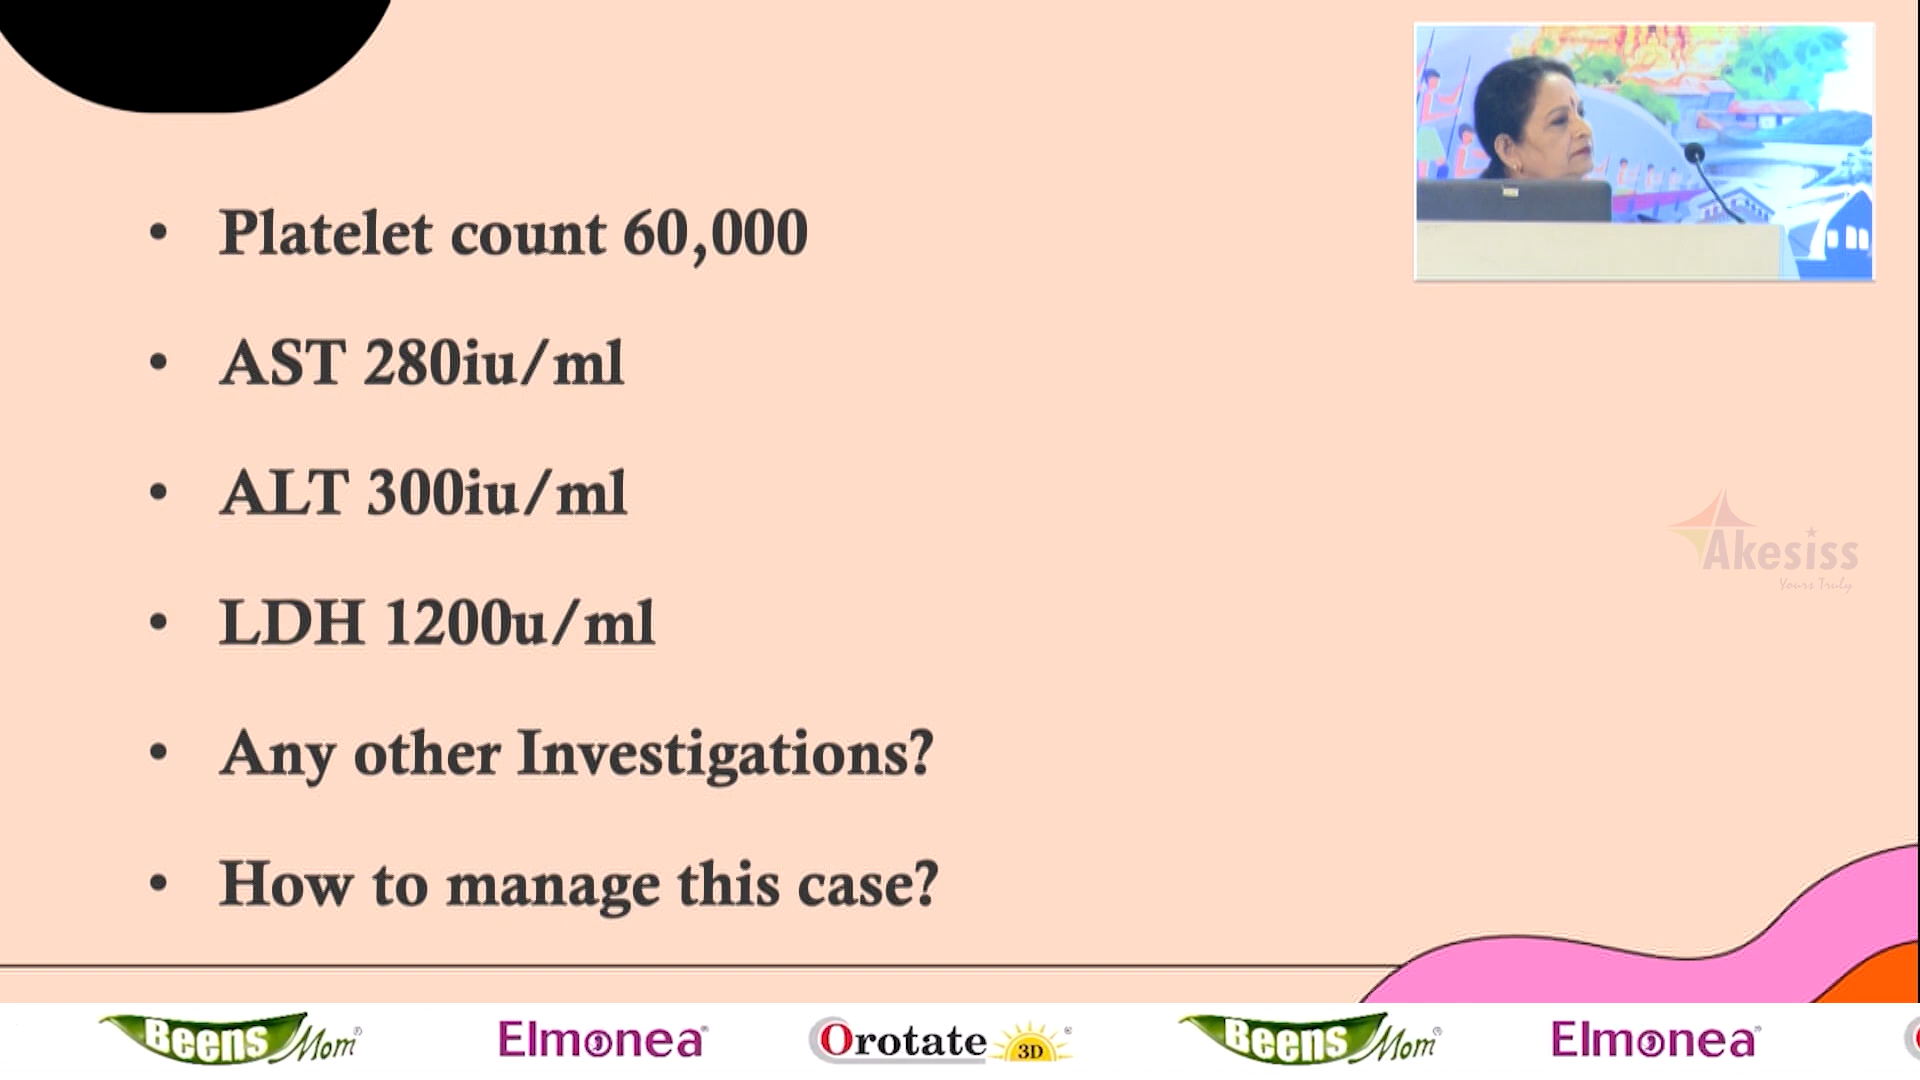 • Platelet count 60,000
• AST 280iu/ml
• ALT 300iu/ml
• LDH 1200u/ml
• Any other Investigations?
• How to manage this case?
Akesiss
Yours Truly
Beens Mom® Elmonea® Orotate 3D Beens Mom® Elmonea®